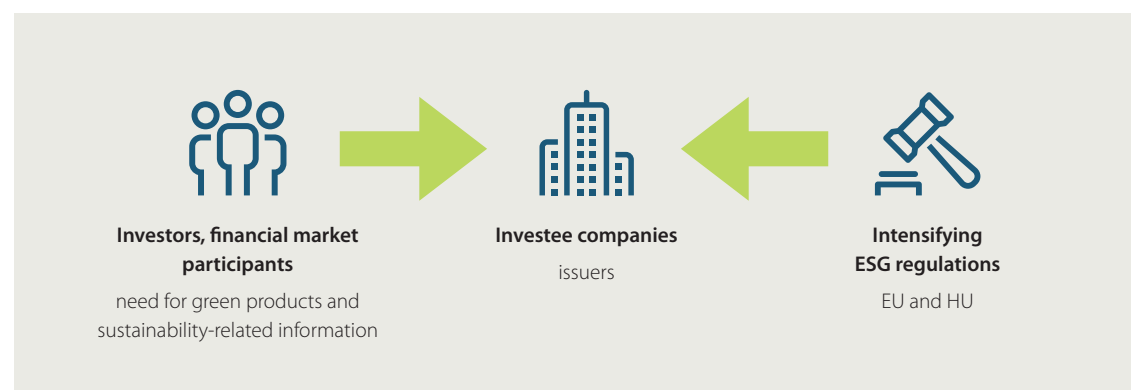 Investors, financial market
participants
need for green products and
sustainability-related information
Investee companies
issuers
Intensifying
ESG regulations
EU and HU